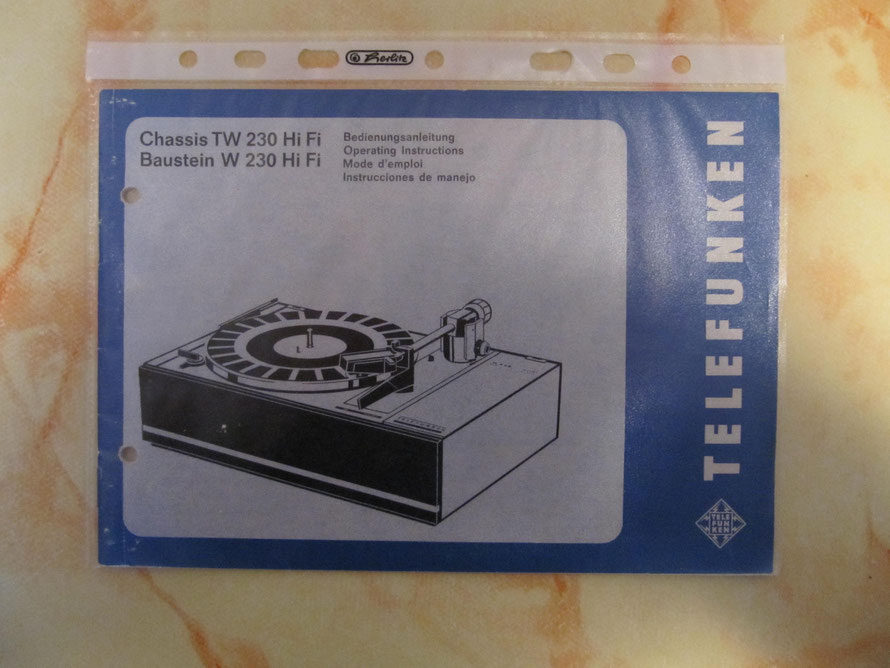 Chassis TW 230 Hi Fi
Baustein W 230 Hi Fi
Bedienungsanleitung
Operating Instructions
Mode d'emploi
Instrucciones de manejo
TELEFUNKEN
TELE
FUN
KEN